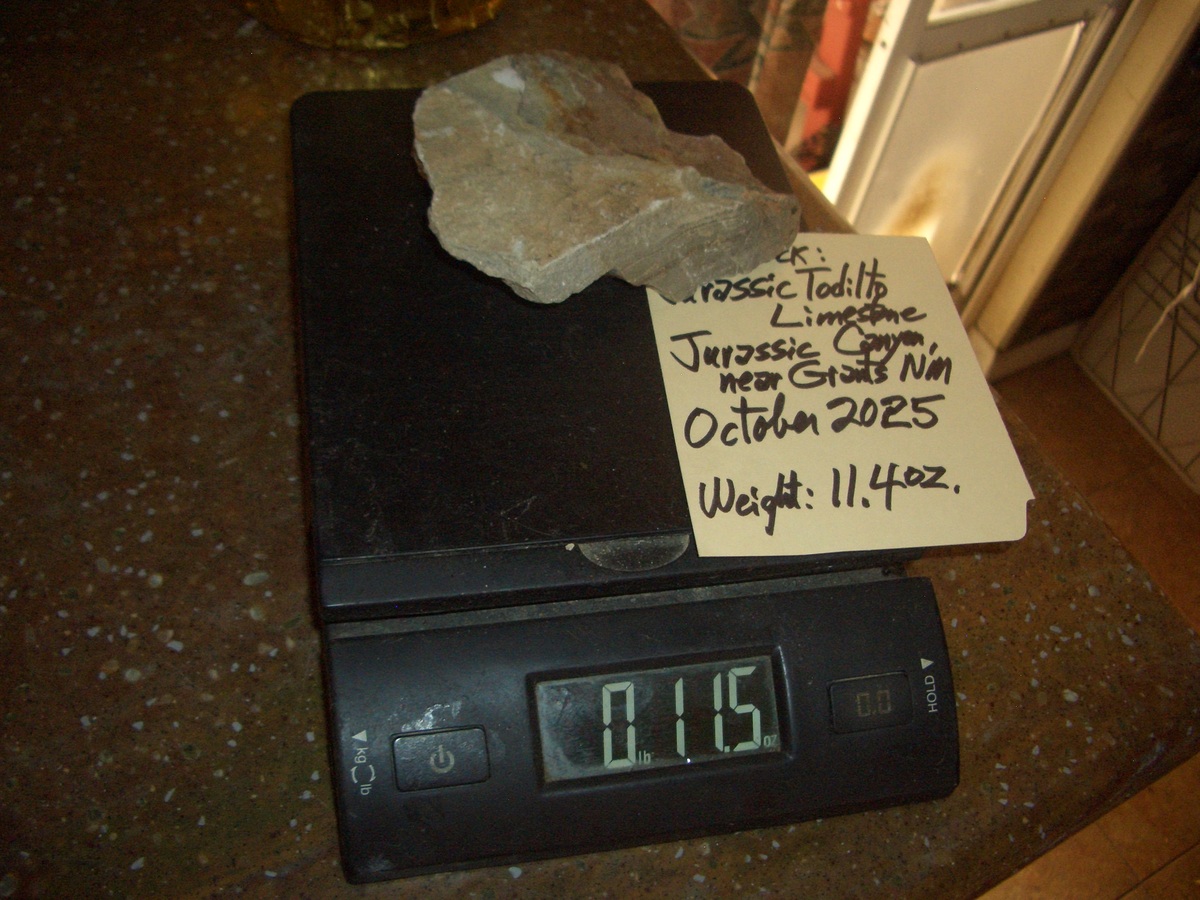 ck:
Jurassic Todilto
Limestone
Jurassic Canyon,
near Grants NM
October 2025
Weight: 11.4oz.
0 lb 11.5 oz
0.0
HOLD
kg lb